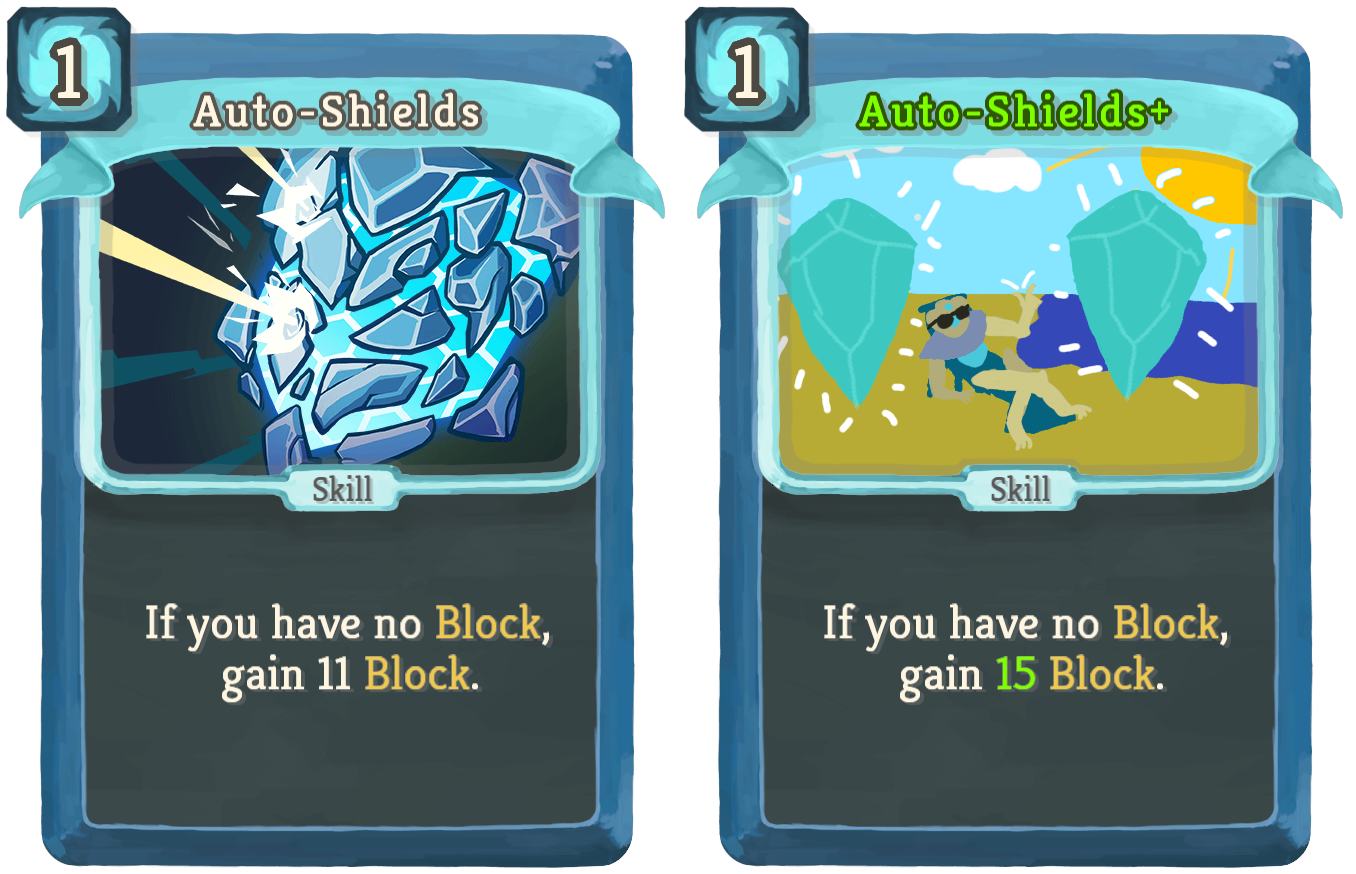 1
Auto-Shields
Skill
If you have no Block,
gain 11 Block.
1
Auto-Shields+
Skill
If you have no Block,
gain 15 Block.